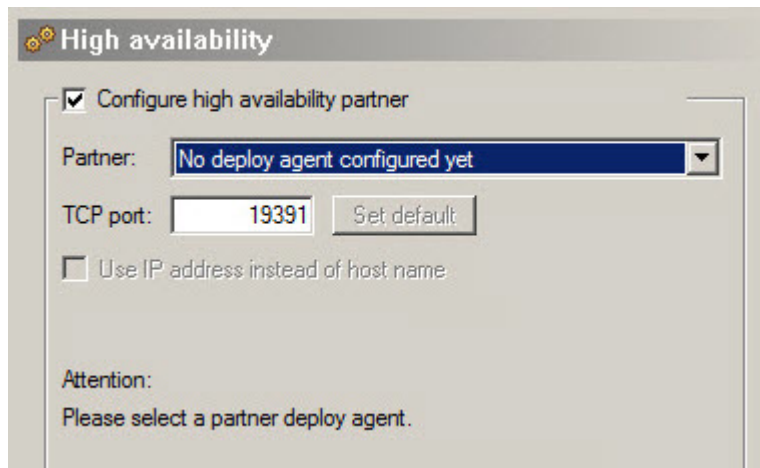 High availability
Configure high availability partner
Partner: No deploy agent configured yet
TCP port: 19391 Set default
Use IP address instead of host name
Attention:
Please select a partner deploy agent.